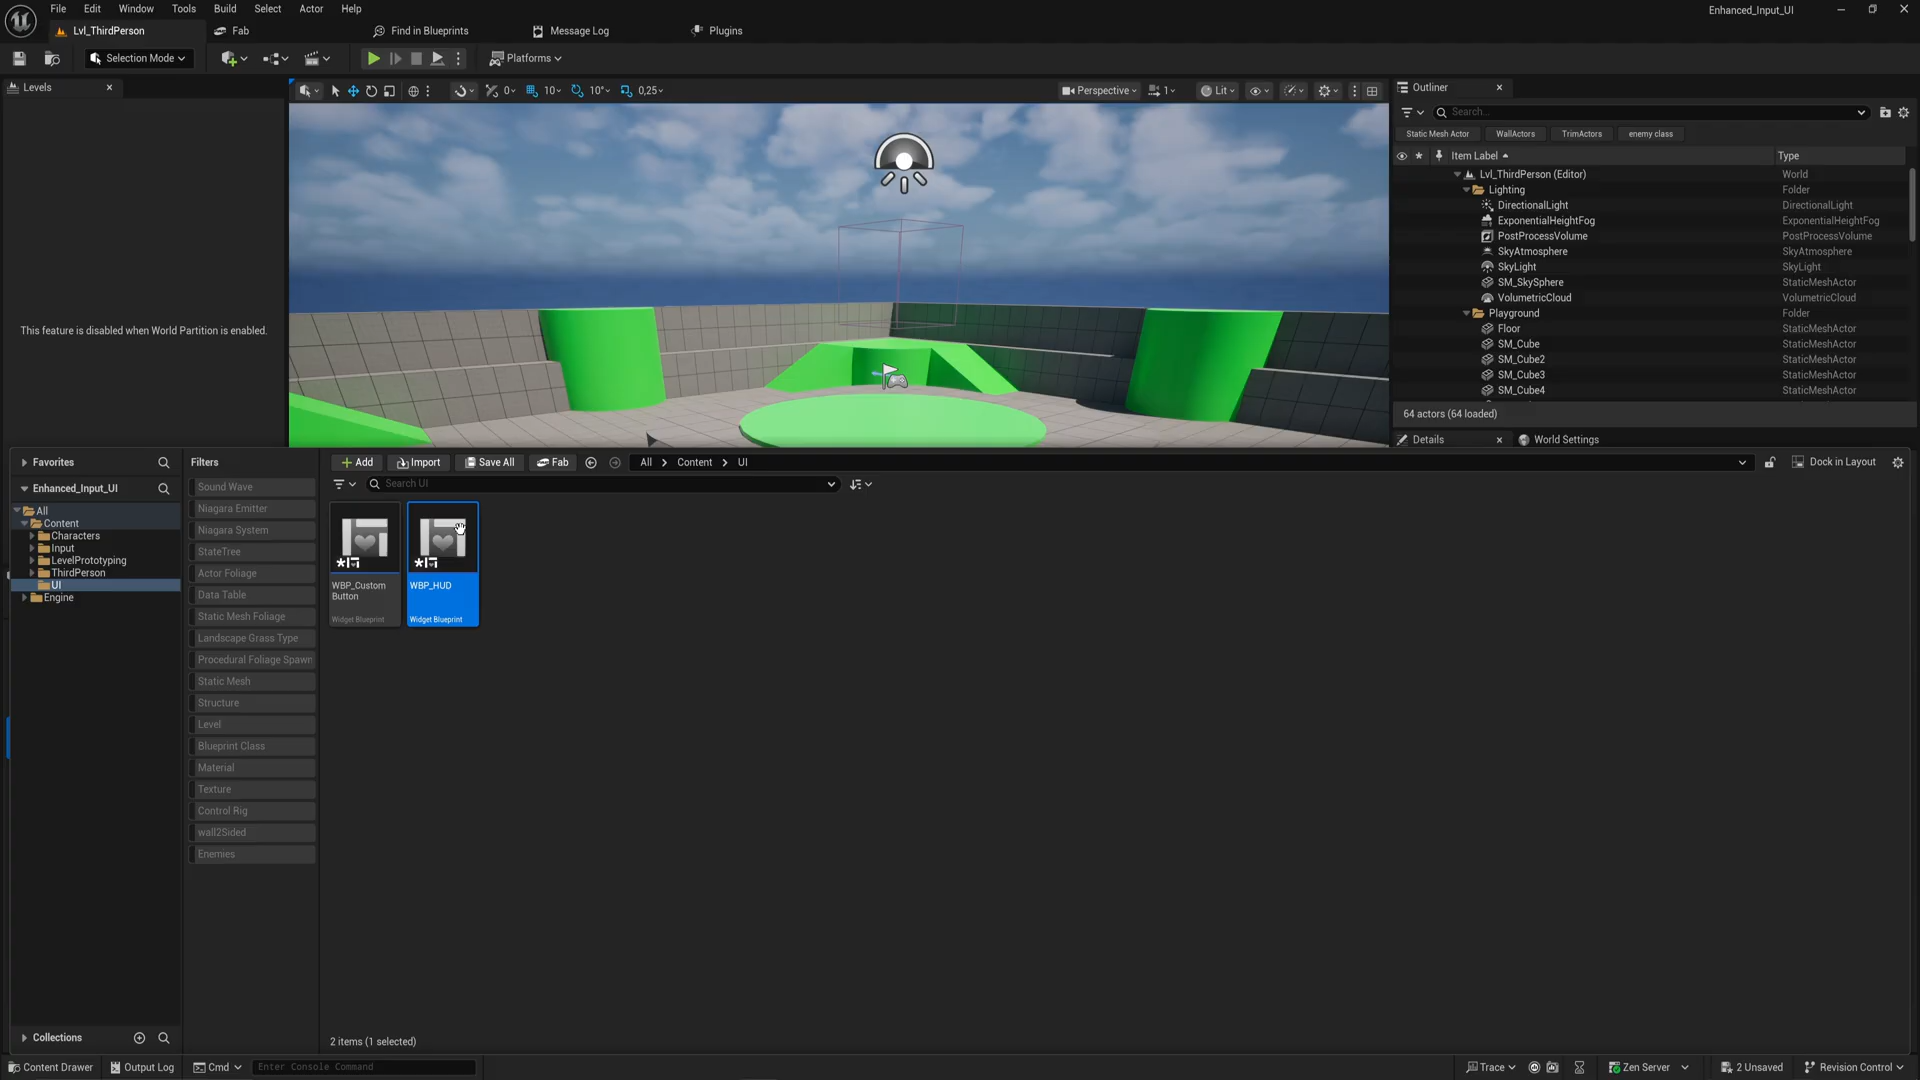 File Edit Window Tools Build Select Actor Help
Enhanced_Input_UI
Lvl_ThirdPerson
Fab
Find in Blueprints
Message Log
Plugins
Selection Mode
Platforms
Levels
0
10
10°
0,25
Perspective
1
Lit
Outliner
Search...
Static Mesh Actor
WallActors
TrimActors
enemy class
Item Label
Type
Lvl_ThirdPerson (Editor) World
Lighting Folder
DirectionalLight DirectionalLight
ExponentialHeightFog ExponentialHeightFog
PostProcessVolume PostProcessVolume
SkyAtmosphere SkyAtmosphere
SkyLight SkyLight
SM_SkySphere StaticMeshActor
VolumetricCloud VolumetricCloud
Playground Folder
Floor StaticMeshActor
SM_Cube StaticMeshActor
SM_Cube2 StaticMeshActor
SM_Cube3 StaticMeshActor
SM_Cube4 StaticMeshActor
64 actors (64 loaded)
Details
World Settings
This feature is disabled when World Partition is enabled.
Favorites
Enhanced_Input_UI
All
Content
Characters
Input
LevelPrototyping
ThirdPerson
UI
Engine
Collections
Filters
Sound Wave
Niagara Emitter
Niagara System
StateTree
Actor Foliage
Data Table
Static Mesh Foliage
Landscape Grass Type
Procedural Foliage Spawn
Static Mesh
Structure
Level
Blueprint Class
Material
Texture
Control Rig
wall2Sided
Enemies
Add
Import
Save All
Fab
All > Content > UI
Dock in Layout
Search UI
WBP_Custom
Button
Widget Blueprint
WBP_HUD
Widget Blueprint
2 items (1 selected)
Content Drawer
Output Log
Cmd
Enter Console Command
Trace
Zen Server
2 Unsaved
Revision Control